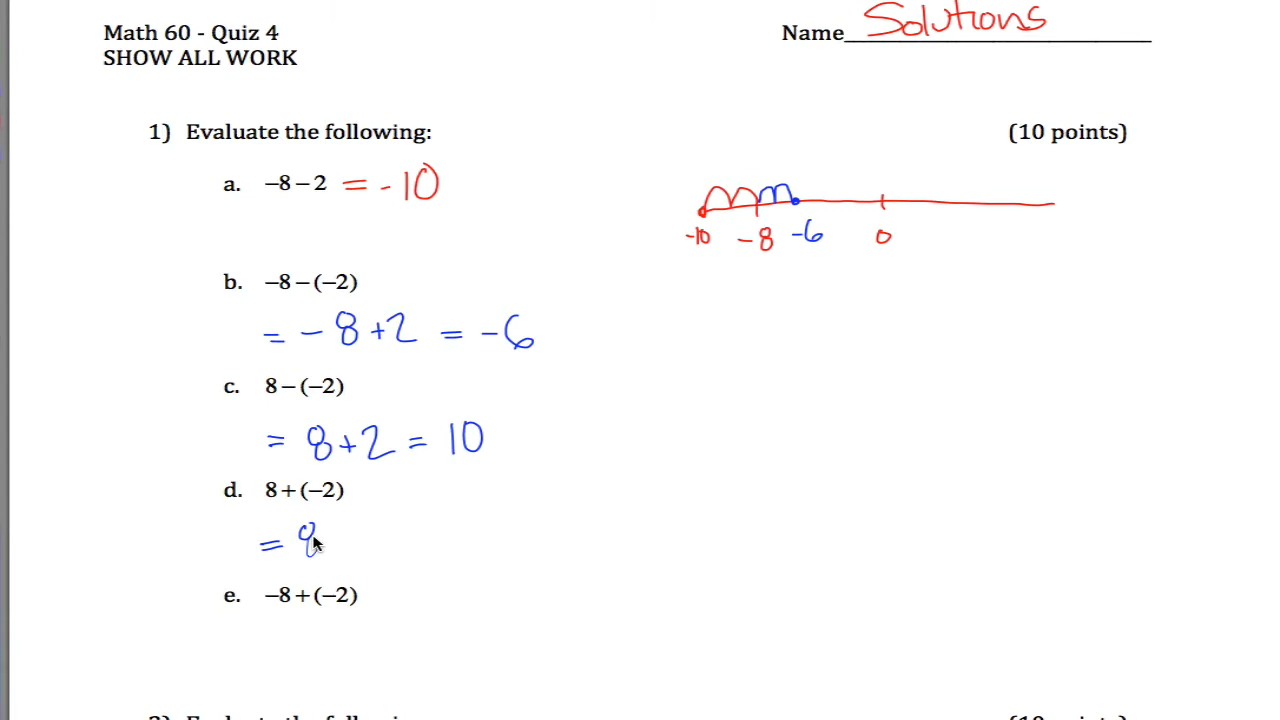 Math 60 - Quiz 4
Name Solutions
SHOW ALL WORK
1) Evaluate the following: (10 points)
a. −8−2 = -10
-10 -8 -6 0
b. −8−(−2)
= -8+2 = -6
c. 8−(−2)
= 8+2 = 10
d. 8+(−2)
= 8
e. −8+(−2)